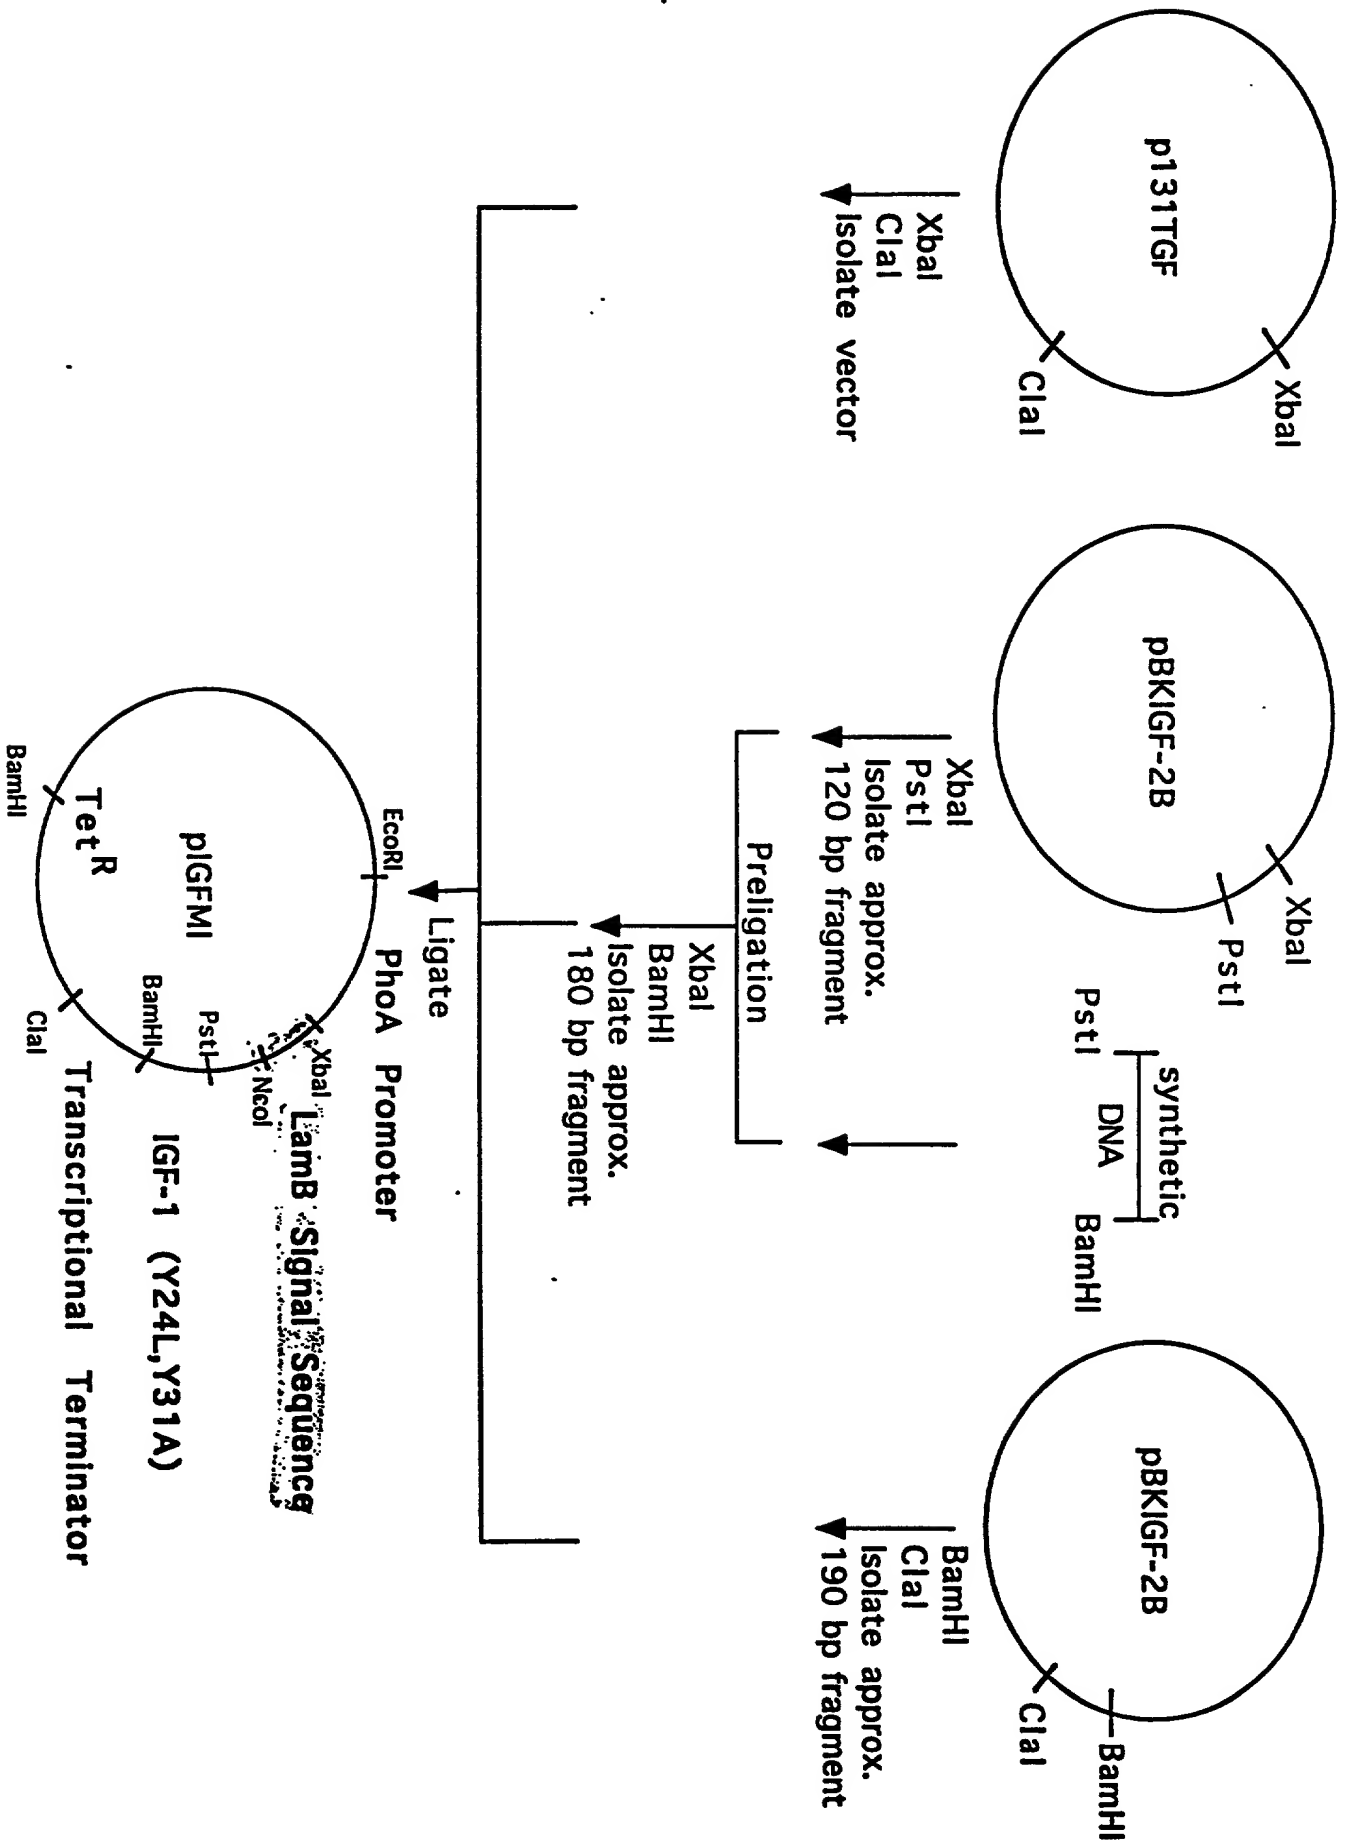 p131TGF
XbaI
ClaI
XbaI
ClaI
Isolate vector
pBKIGF-2B
XbaI
PstI
XbaI
PstI
Isolate approx.
120 bp fragment
synthetic
DNA
PstI
BamHI
pBKIGF-2B
BamHI
ClaI
BamHI
ClaI
Isolate approx.
190 bp fragment
Preligation
XbaI
BamHI
Isolate approx.
180 bp fragment
Ligate
EcoRI
PhoA Promoter
XbaI
LamB Signal Sequence
NcoI
pIGFMI
PstI
IGF-1 (Y24L,Y31A)
BamHI
TetR
Transcriptional Terminator
ClaI
BamHI